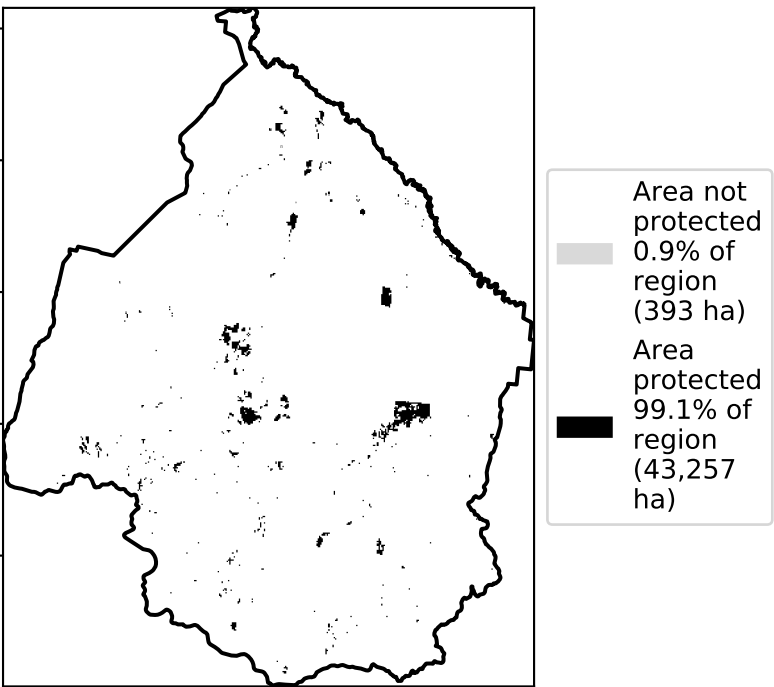 Area not
protected
0.9% of
region
(393 ha)
Area
protected
99.1% of
region
(43,257
ha)